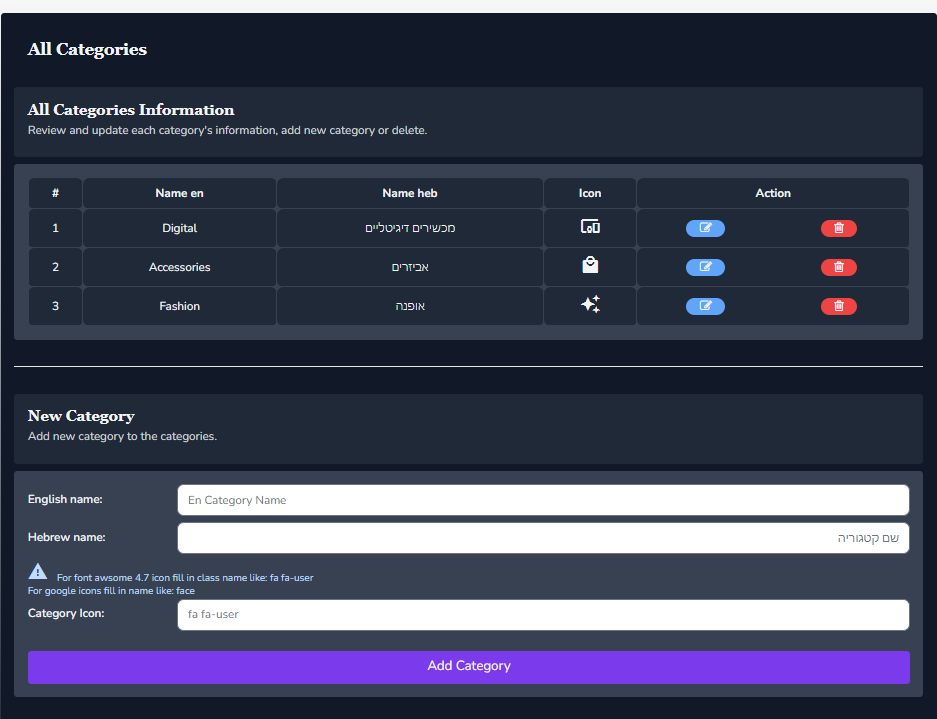 All Categories
All Categories Information
Review and update each category's information, add new category or delete.
# Name en Name heb Icon Action
1 Digital מכשירים דיגיטליים
2 Accessories אביזרים
3 Fashion אופנה
New Category
Add new category to the categories.
English name: En Category Name
Hebrew name: שם קטגוריה
For font awsome 4.7 icon fill in class name like: fa fa-user
For google icons fill in name like: face
Category Icon: fa fa-user
Add Category